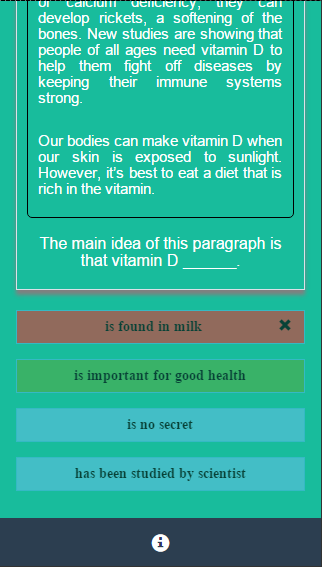 or calcium deficiency, they can
develop rickets, a softening of the
bones. New studies are showing that
people of all ages need vitamin D to
help them fight off diseases by
keeping their immune systems
strong.
Our bodies can make vitamin D when
our skin is exposed to sunlight.
However, it's best to eat a diet that is
rich in the vitamin.
The main idea of this paragraph is
that vitamin D ______.
is found in milk
is important for good health
is no secret
has been studied by scientist